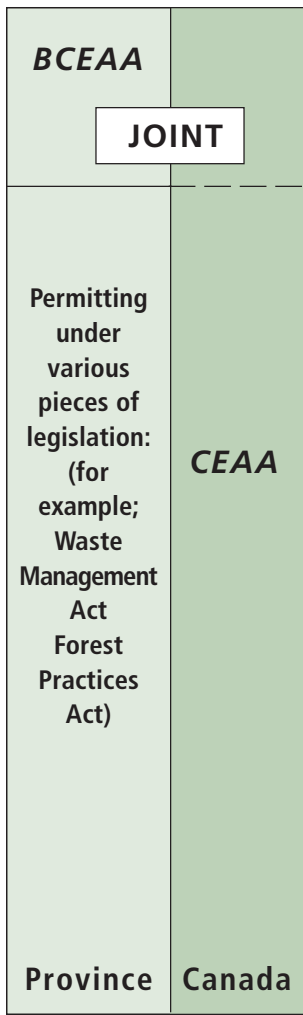 BCEAA
JOINT
Permitting
under
various
pieces of
legislation:
(for
example;
Waste
Management
Act
Forest
Practices
Act)
CEAA
Province
Canada